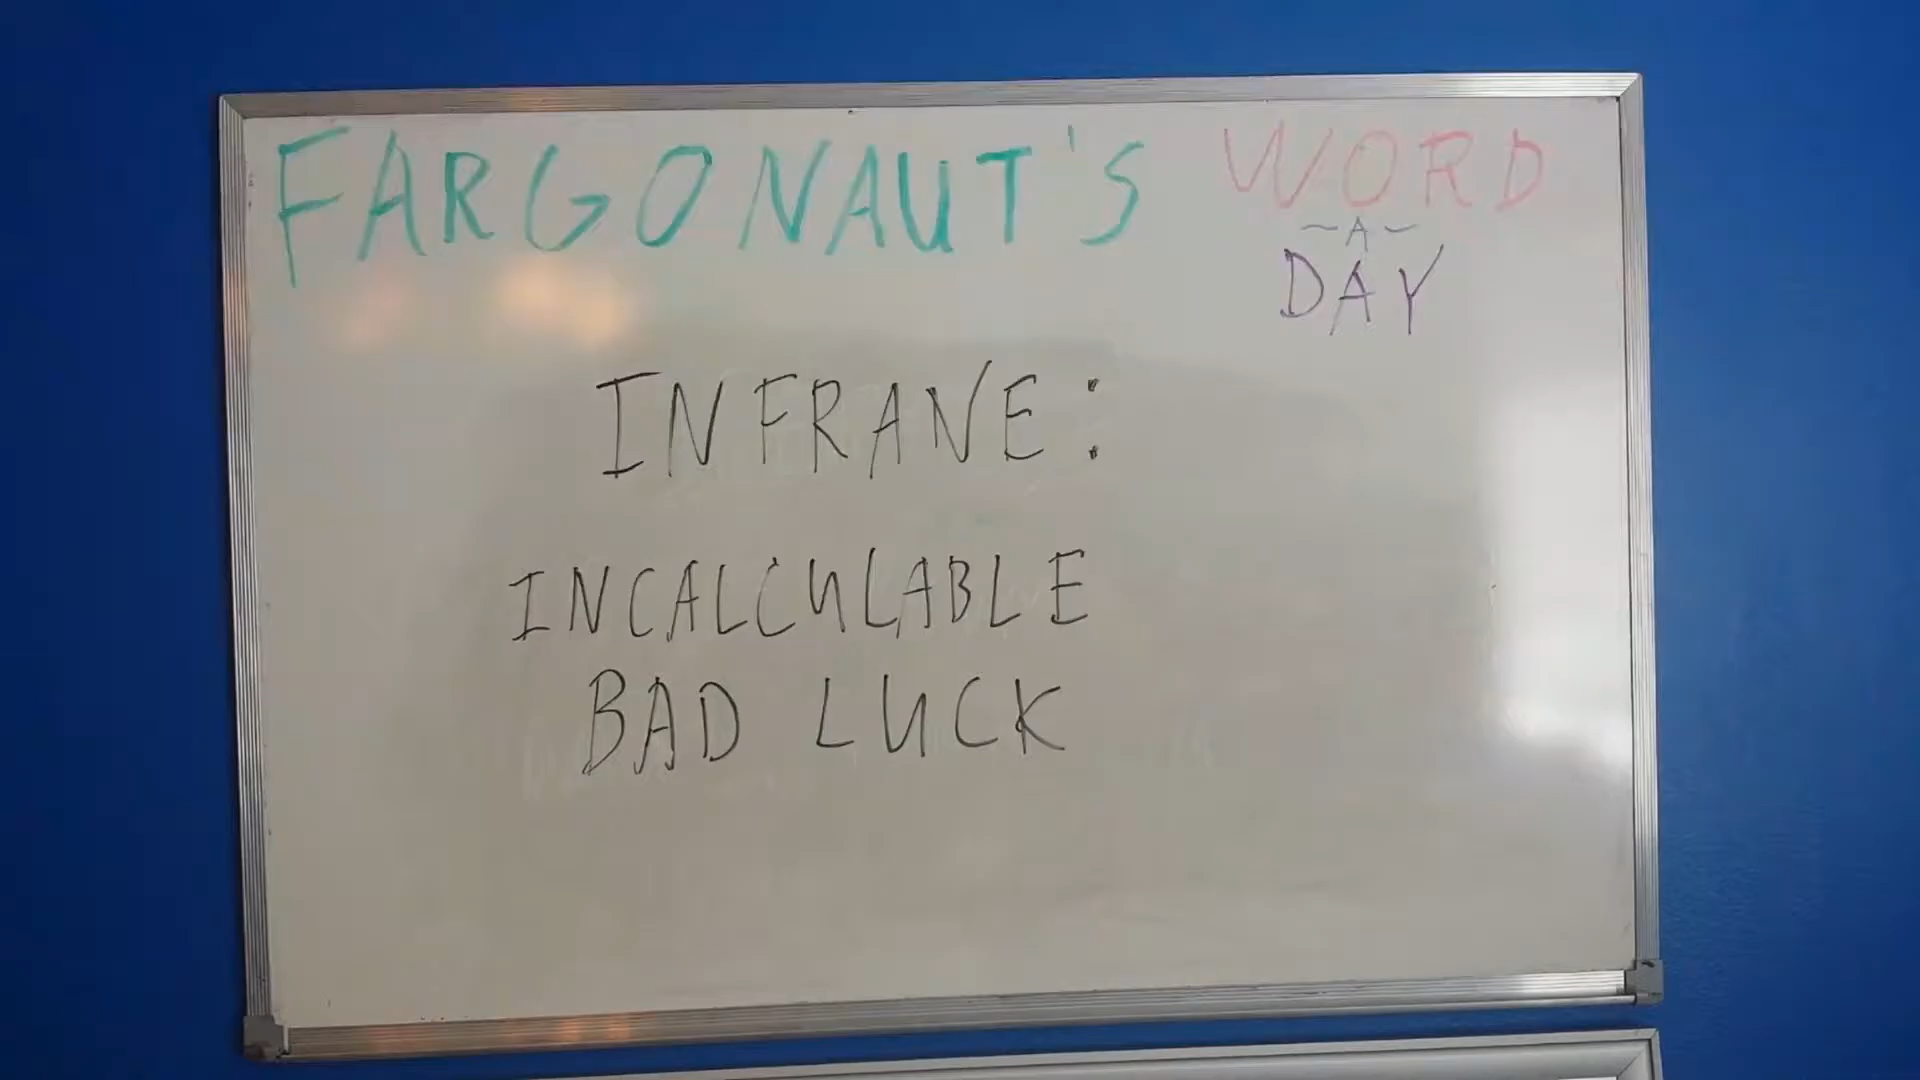 FARGONAUT'S WORD
~A~
DAY
INFRANE:
INCALCULABLE
BAD LUCK